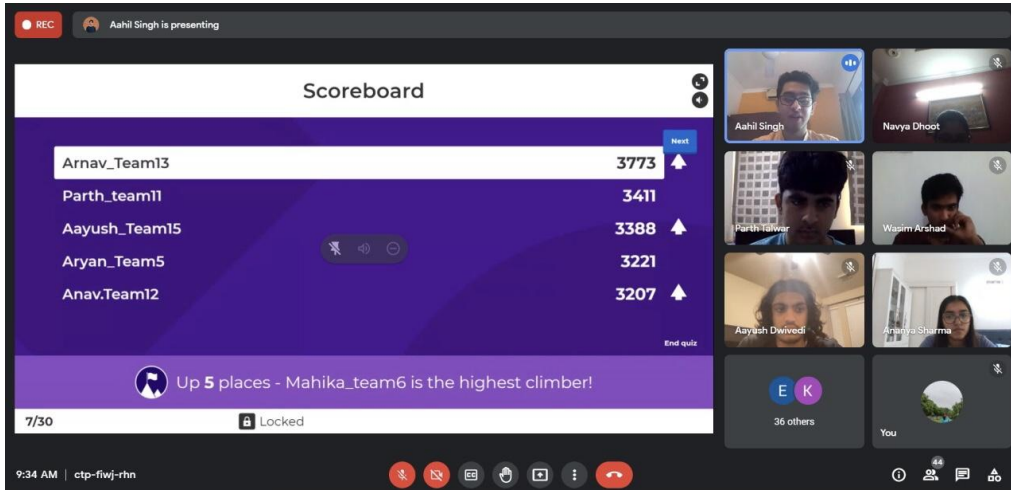 REC
Aahil Singh is presenting
Scoreboard
Next
Arnav_Team13 3773
Parth_team11 3411
Aayush_Team15 3388
Aryan_Team5 3221
Anav.Team12 3207
End quiz
Up 5 places - Mahika_team6 is the highest climber!
7/30 Locked
Aahil Singh
Navya Dhoot
Parth Talwar
Wasim Arshad
Aayush Dwivedi
Ananya Sharma
E K
36 others
You
9:34 AM | ctp-fiwj-rhn
CC
44